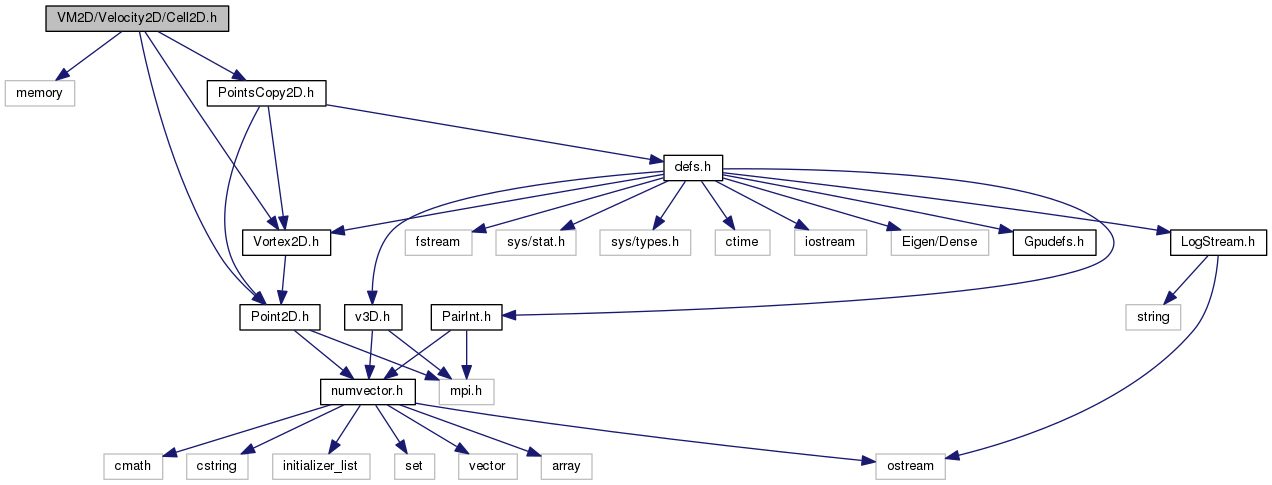 VM2D/Velocity2D/Cell2D.h
memory
PointsCopy2D.h
defs.h
Vortex2D.h
fstream
sys/stat.h
sys/types.h
ctime
iostream
Eigen/Dense
Gpudefs.h
LogStream.h
Point2D.h
v3D.h
PairInt.h
string
numvector.h
mpi.h
cmath
cstring
initializer_list
set
vector
array
ostream